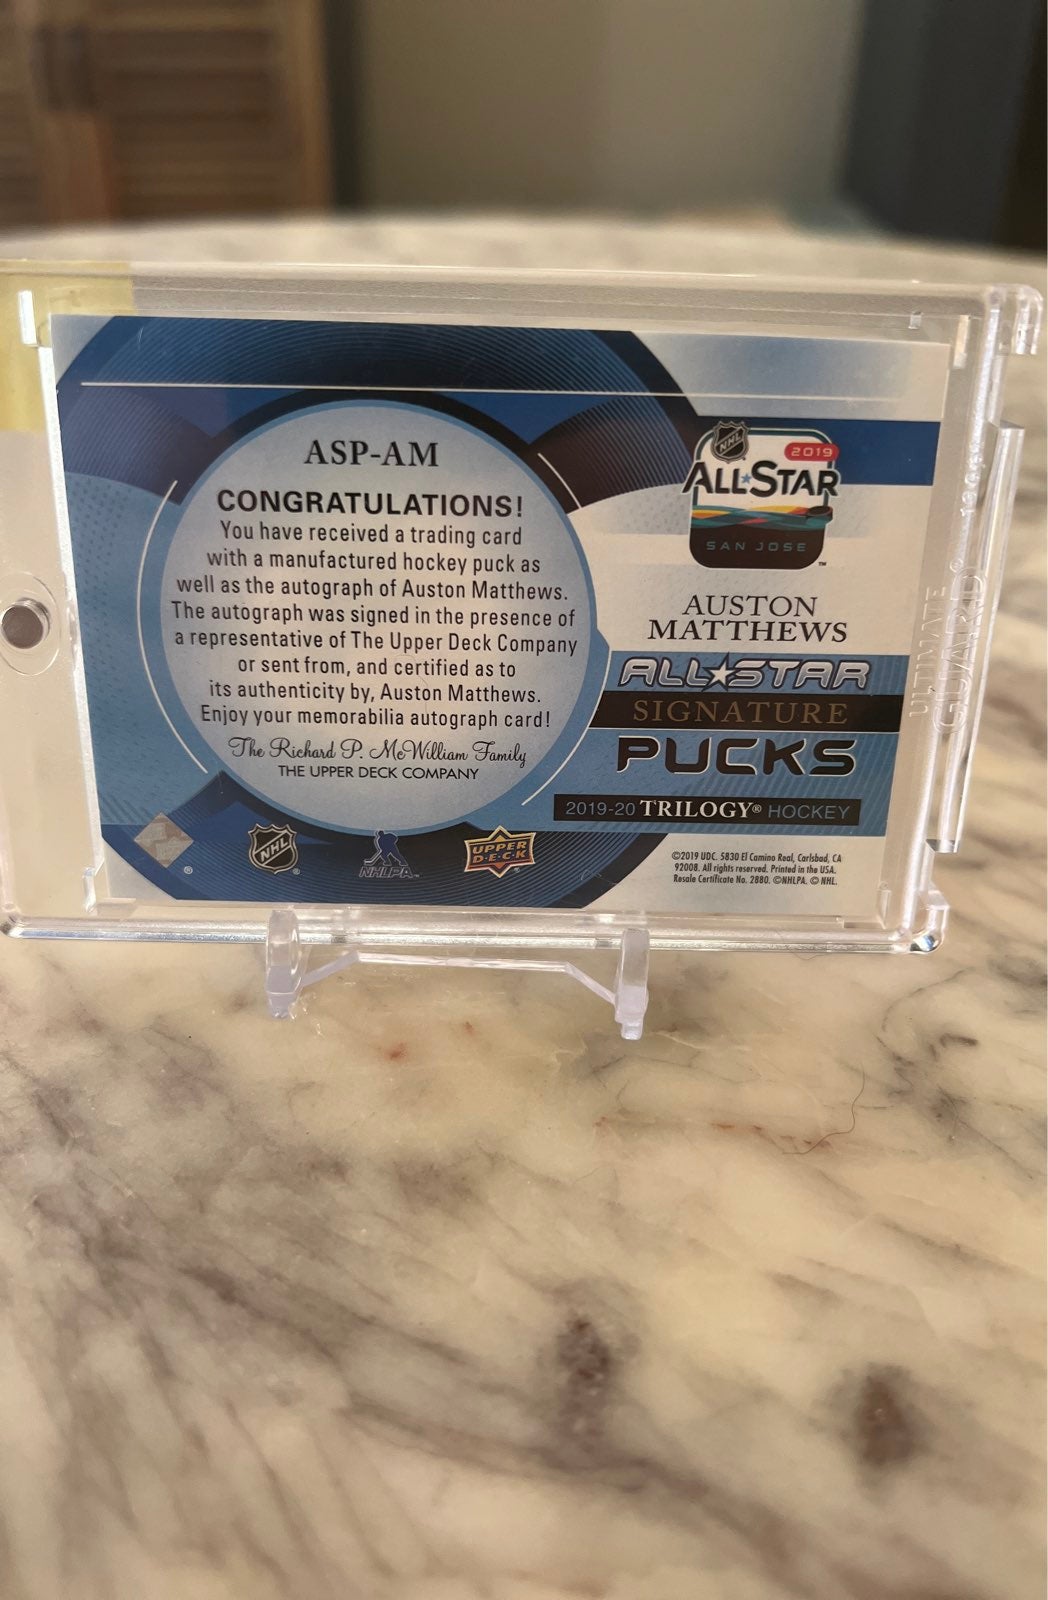 ASP-AM
CONGRATULATIONS!
You have received a trading card
with a manufactured hockey puck as
well as the autograph of Auston Matthews.
The autograph was signed in the presence of
a representative of The Upper Deck Company
or sent from, and certified as to
its authenticity by, Auston Matthews.
Enjoy your memorabilia autograph card!
The Richard P. McWilliam Family
THE UPPER DECK COMPANY
NHL
2019
ALL STAR
SAN JOSE
™
AUSTON
MATTHEWS
ALL★STAR
SIGNATURE
PUCKS
2019-20 TRILOGY® HOCKEY
©2019 UDC. 5830 El Camino Real, Carlsbad, CA
92008. All rights reserved. Printed in the USA.
Resale Certificate No. 2880. ©NHLPA. © NHL.
®
NHL ®
NHLPA
UPPER
D·E·C·K
ULTIMATE
GUARD®